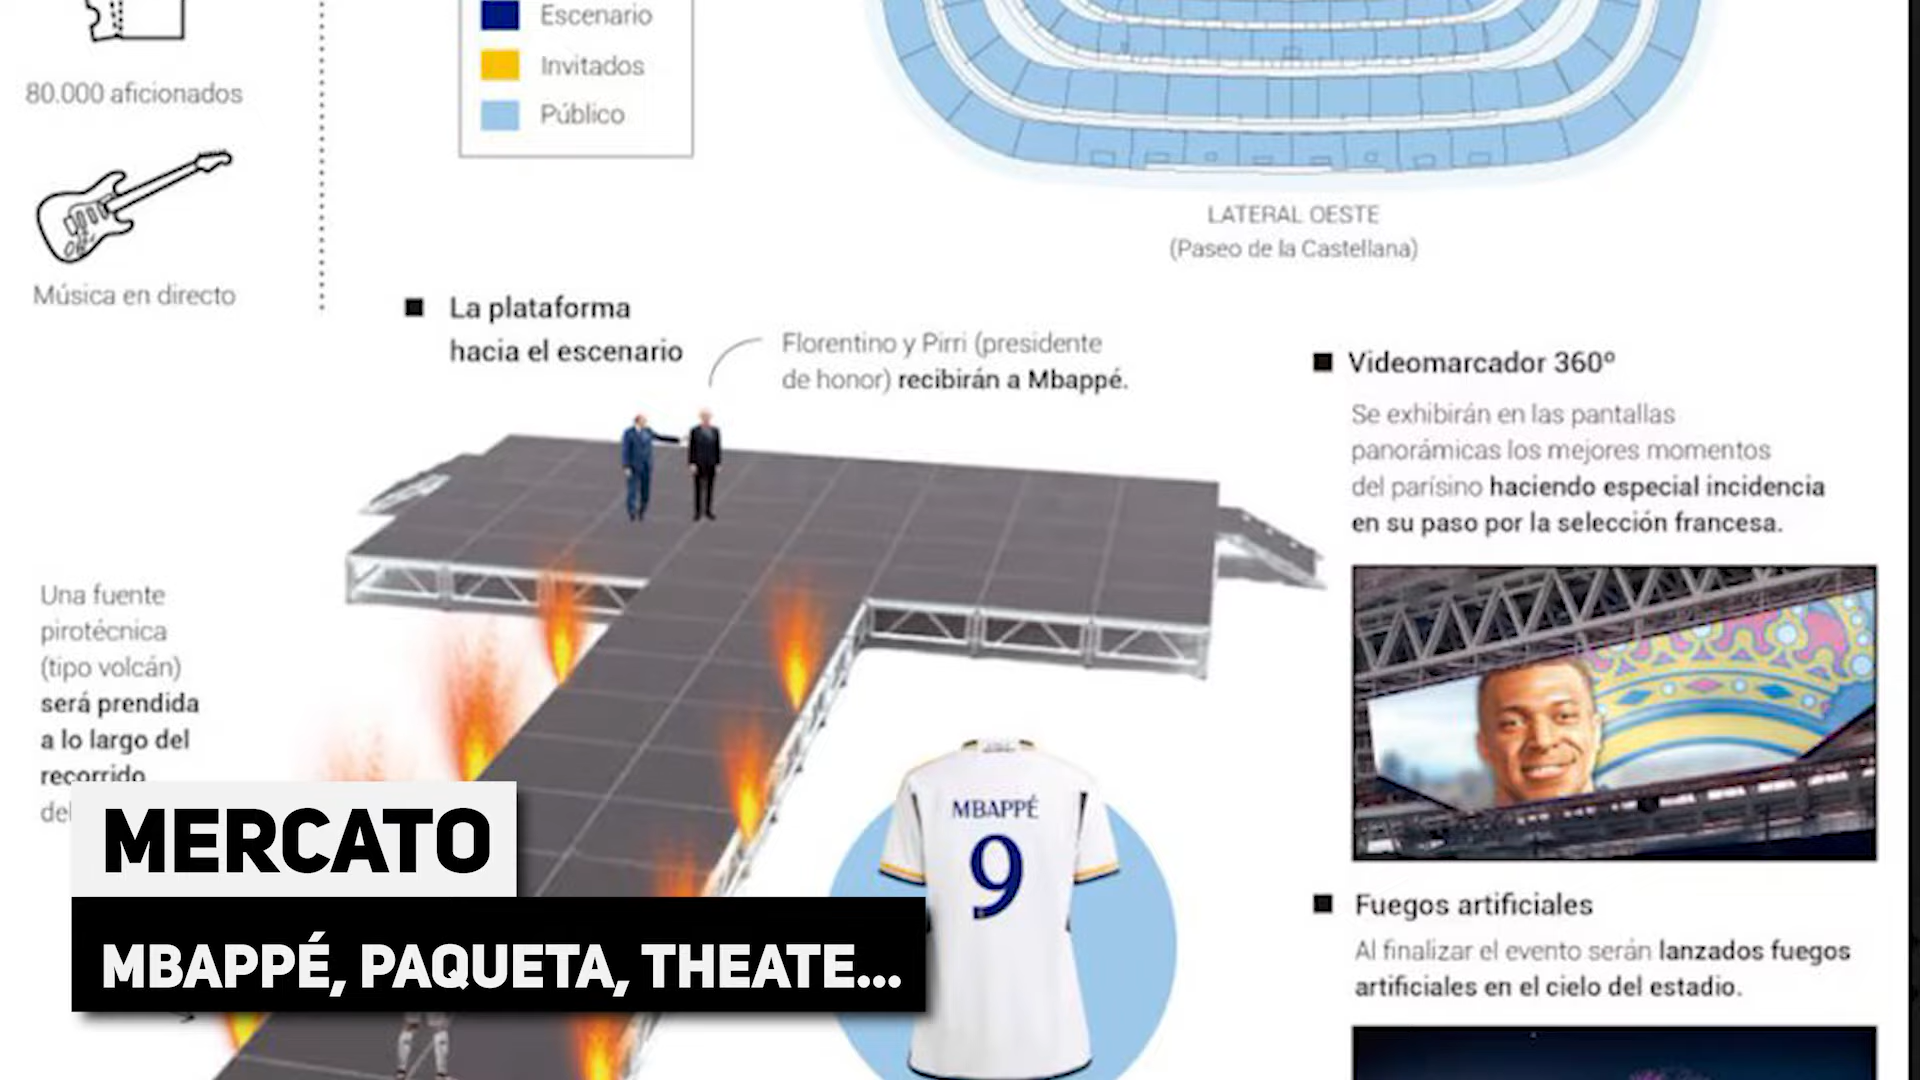 Escenario
Invitados
Público
80.000 aficionados
Música en directo
LATERAL OESTE
(Paseo de la Castellana)
La plataforma
hacia el escenario
Florentino y Pirri (presidente
de honor) recibirán a Mbappé.
Videomarcador 360º
Se exhibirán en las pantallas
panorámicas los mejores momentos
del parísino haciendo especial incidencia
en su paso por la selección francesa.
Una fuente
pirotécnica
(tipo volcán)
será prendida
a lo largo del
recorrido
MBAPPÉ
9
Fuegos artificiales
Al finalizar el evento serán lanzados fuegos
artificiales en el cielo del estadio.
MERCATO
MBAPPÉ, PAQUETA, THEATE...